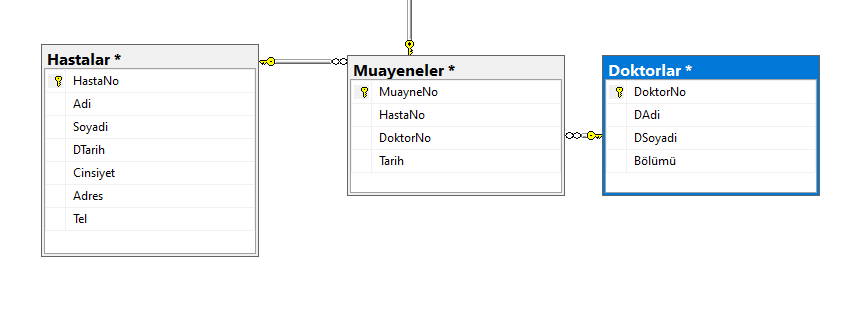 Hastalar *
HastaNo
Adi
Soyadi
DTarih
Cinsiyet
Adres
Tel
Muayeneler *
MuayneNo
HastaNo
DoktorNo
Tarih
Doktorlar *
DoktorNo
DAdi
DSoyadi
Bölümü